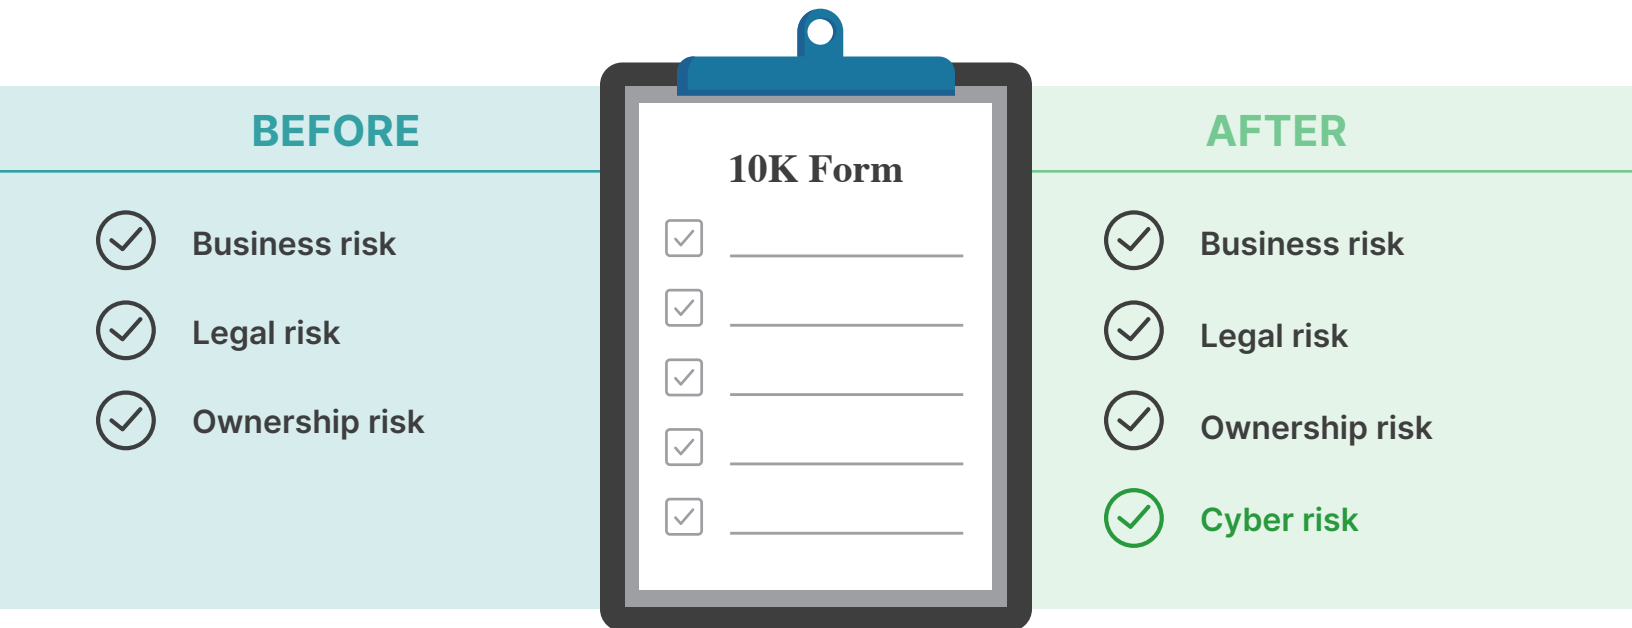 BEFORE
Business risk
Legal risk
Ownership risk
10K Form
AFTER
Business risk
Legal risk
Ownership risk
Cyber risk